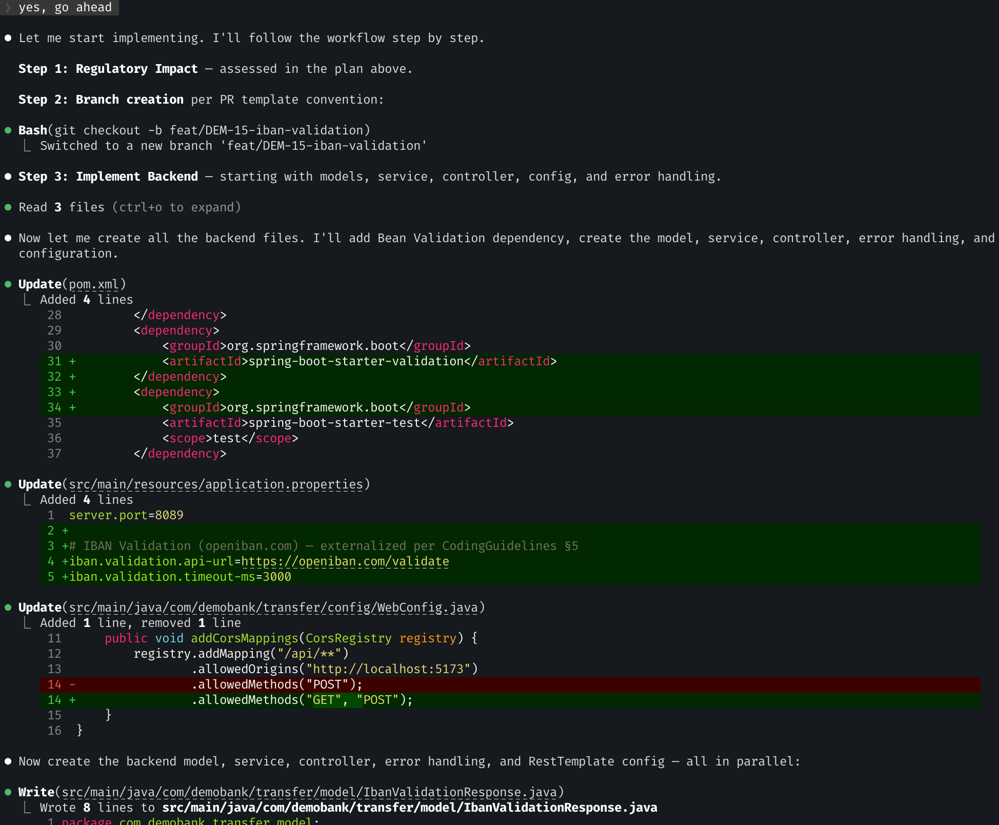 ❯ yes, go ahead
● Let me start implementing. I'll follow the workflow step by step.
Step 1: Regulatory Impact — assessed in the plan above.
Step 2: Branch creation per PR template convention:
● Bash(git checkout -b feat/DEM-15-iban-validation)
⎿ Switched to a new branch 'feat/DEM-15-iban-validation'
● Step 3: Implement Backend — starting with models, service, controller, config, and error handling.
● Read 3 files (ctrl+o to expand)
● Now let me create all the backend files. I'll add Bean Validation dependency, create the model, service, controller, error handling, and
configuration.
● Update(pom.xml)
⎿ Added 4 lines
28         </dependency>
29         <dependency>
30             <groupId>org.springframework.boot</groupId>
31 +            <artifactId>spring-boot-starter-validation</artifactId>
32 +        </dependency>
33 +        <dependency>
34 +            <groupId>org.springframework.boot</groupId>
35             <artifactId>spring-boot-starter-test</artifactId>
36             <scope>test</scope>
37         </dependency>
● Update(src/main/resources/application.properties)
⎿ Added 4 lines
1  server.port=8089
2 +
3 +# IBAN Validation (openiban.com) — externalized per CodingGuidelines §5
4 +iban.validation.api-url=https://openiban.com/validate
5 +iban.validation.timeout-ms=3000
● Update(src/main/java/com/demobank/transfer/config/WebConfig.java)
⎿ Added 1 line, removed 1 line
11     public void addCorsMappings(CorsRegistry registry) {
12         registry.addMapping("/api/**")
13                 .allowedOrigins("http://localhost:5173")
14 -                .allowedMethods("POST");
14 +                .allowedMethods("GET", "POST");
15     }
16 }
● Now create the backend model, service, controller, error handling, and RestTemplate config — all in parallel:
● Write(src/main/java/com/demobank/transfer/model/IbanValidationResponse.java)
⎿ Wrote 8 lines to src/main/java/com/demobank/transfer/model/IbanValidationResponse.java
1 package com.demobank.transfer.model;